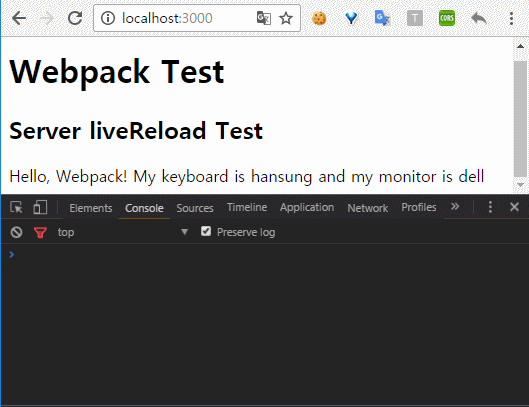 localhost:3000
T
CORS
Webpack Test
Server liveReload Test
Hello, Webpack! My keyboard is hansung and my monitor is dell
Elements Console Sources Timeline Application Network Profiles »
top Preserve log